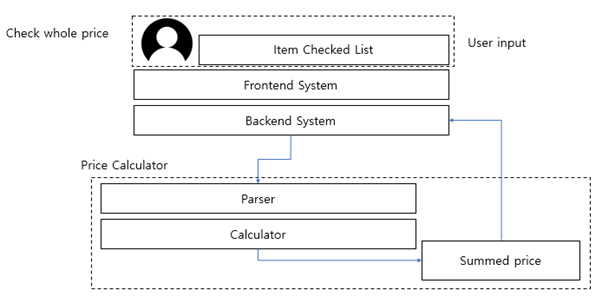 Check whole price
Item Checked List
User input
Frontend System
Backend System
Price Calculator
Parser
Calculator
Summed price